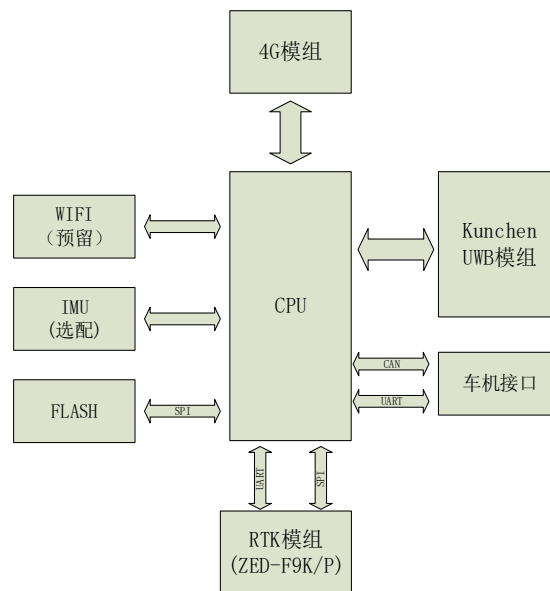 4G模组
WIFI
（预留）
Kunchen
UWB模组
CPU
IMU
(选配)
CAN
车机接口
FLASH
SPI
UART
UART
SPI
RTK模组
(ZED-F9K/P)